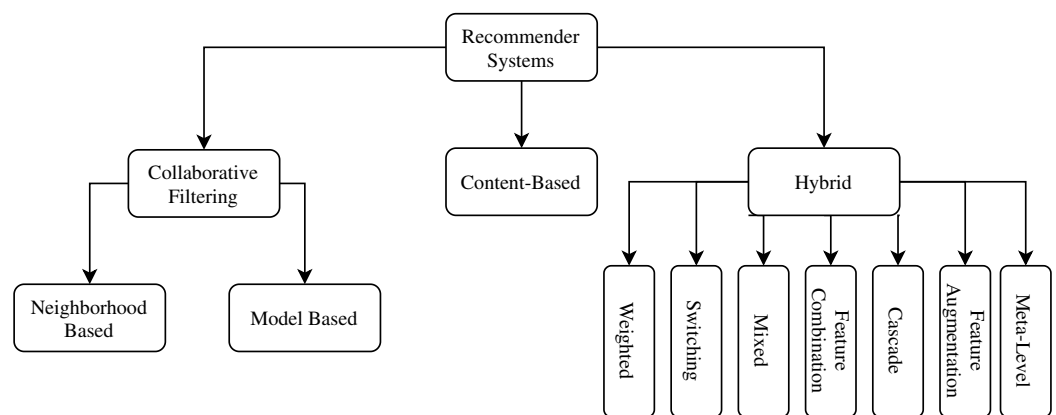 Recommender
Systems
Collaborative
Filtering
Content-Based
Hybrid
Neighborhood
Based
Model Based
Weighted
Switching
Mixed
Feature
Combination
Cascade
Feature
Augmentation
Meta-Level